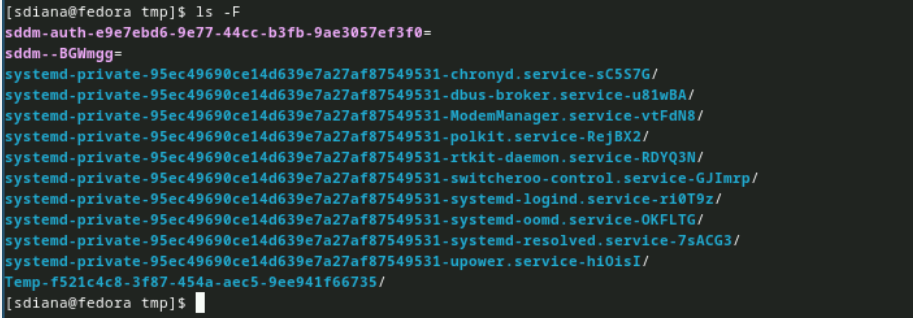 [sdiana@fedora tmp]$ ls -F
sddm-auth-e9e7ebd6-9e77-44cc-b3fb-9ae3057ef3f0=
sddm--BGWmgg=
systemd-private-95ec49690ce14d639e7a27af87549531-chronyd.service-sC5S7G/
systemd-private-95ec49690ce14d639e7a27af87549531-dbus-broker.service-u81wBA/
systemd-private-95ec49690ce14d639e7a27af87549531-ModemManager.service-vtFdN8/
systemd-private-95ec49690ce14d639e7a27af87549531-polkit.service-RejBX2/
systemd-private-95ec49690ce14d639e7a27af87549531-rtkit-daemon.service-RDYQ3N/
systemd-private-95ec49690ce14d639e7a27af87549531-switcheroo-control.service-GJImrp/
systemd-private-95ec49690ce14d639e7a27af87549531-systemd-logind.service-ri0T9z/
systemd-private-95ec49690ce14d639e7a27af87549531-systemd-oomd.service-OKFLTG/
systemd-private-95ec49690ce14d639e7a27af87549531-systemd-resolved.service-7sACG3/
systemd-private-95ec49690ce14d639e7a27af87549531-upower.service-hiOisI/
Temp-f521c4c8-3f87-454a-aec5-9ee941f66735/
[sdiana@fedora tmp]$